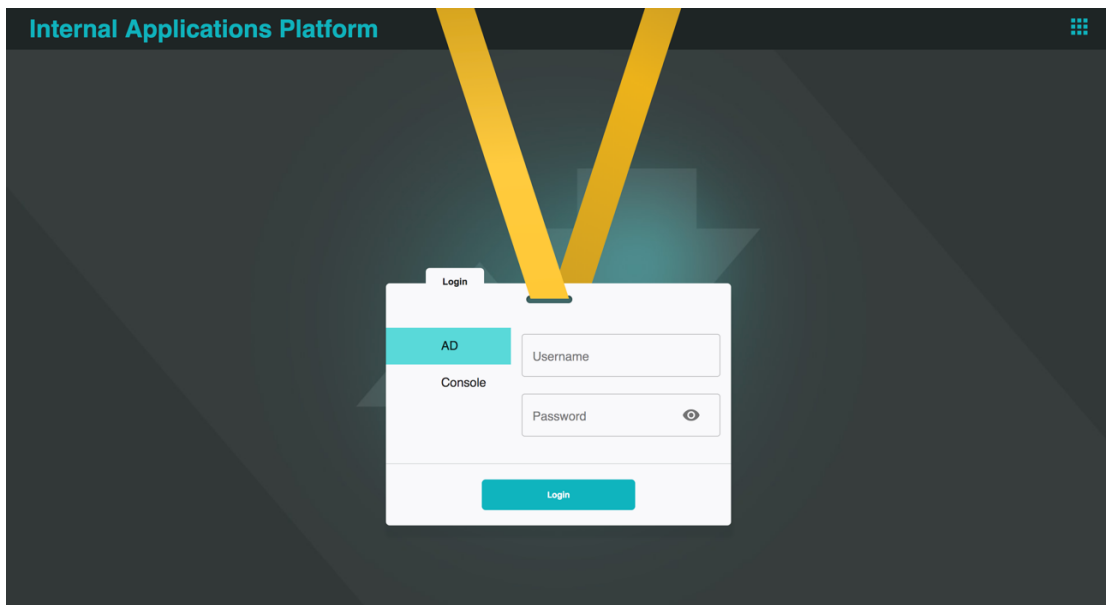 Internal Applications Platform
Login
AD
Username
Console
Password
Login